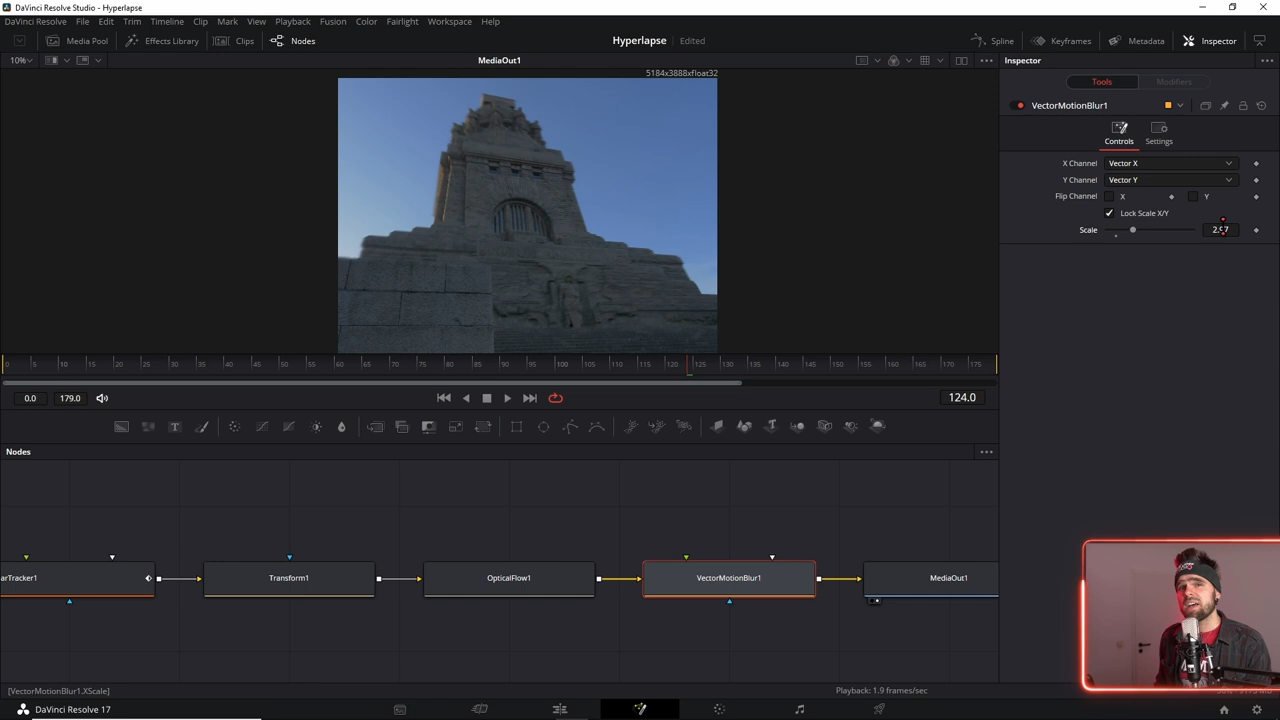 DaVinci Resolve Studio - Hyperlapse
DaVinci Resolve File Edit Trim Timeline Clip Mark View Playback Fusion Color Fairlight Workspace Help
Media Pool Effects Library Clips Nodes Hyperlapse Edited Spline Keyframes Metadata Inspector
10% MediaOut1 Inspector
5184x3888xfloat32
Tools Modifiers
VectorMotionBlur1
Controls Settings
X Channel Vector X
Y Channel Vector Y
Flip Channel X Y
Lock Scale X/Y
Scale
0 5 10 15 20 25 30 35 40 45 50 55 60 65 70 75 80 85 90 95 100 105 110 115 120 125 130 135 140 145 150 155 160 165 170 175
0.0 179.0 124.0
Nodes
arTracker1 Transform1 OpticalFlow1 VectorMotionBlur1 MediaOut1
[VectorMotionBlur1.XScale] Playback: 1.9 frames/sec
DaVinci Resolve 17